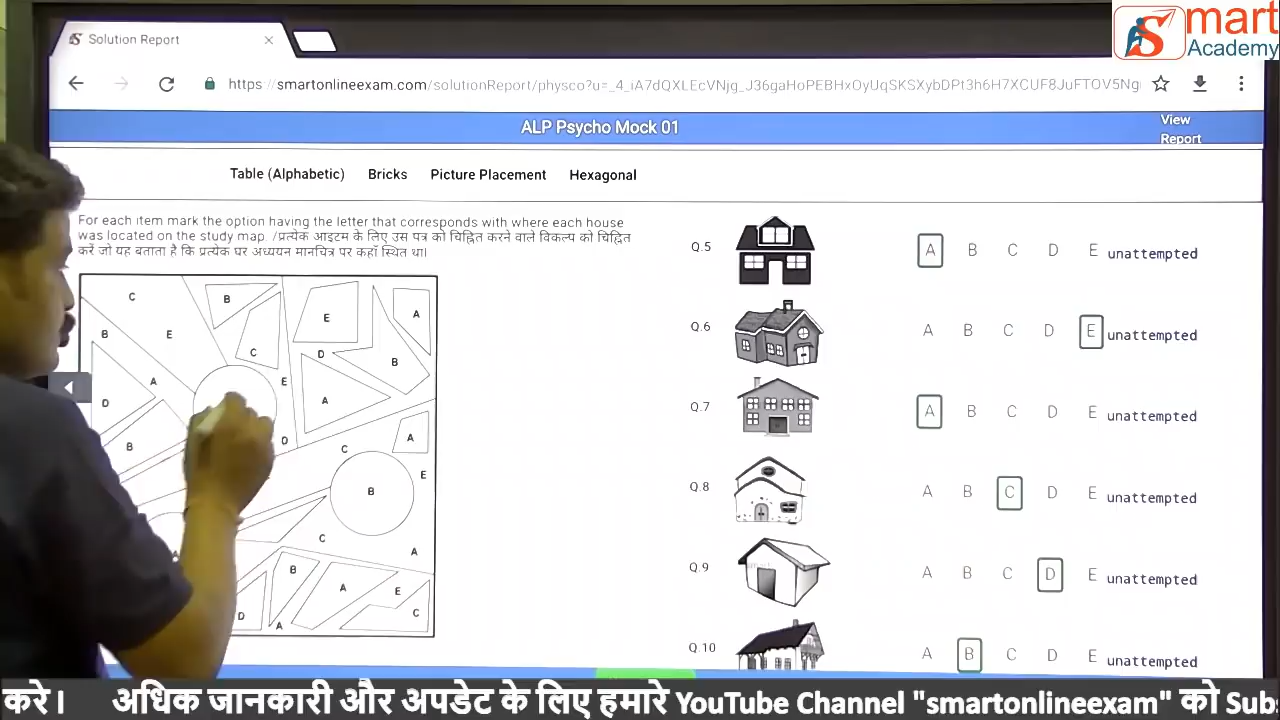 Smart
Academy
Solution Report
https://smartonlineexam.com/solutionReport/physco?u=_4_iA7dQXLEcVNjg_J36gaHoPEBHxOyUqSKSXybDPt3h6H7XCUF8JuFTOV5Ng
ALP Psycho Mock 01
View
Report
Table (Alphabetic) Bricks Picture Placement Hexagonal
For each item mark the option having the letter that corresponds with where each house
was located on the study map. /प्रत्येक आइटम के लिए उस पत्र को चिह्नित करने वाले विकल्प को चिह्नित
करें जो यह बताता है कि प्रत्येक घर अध्ययन मानचित्र पर कहाँ स्थित था।
C B E A
B E C D B
D A E A
B D C A
B E
A C A
B A E
D A C
Q.5 A B C D E unattempted
Q.6 A B C D E unattempted
Q.7 A B C D E unattempted
Q.8 A B C D E unattempted
Q.9 A B C D E unattempted
Q.10 A B C D E unattempted
करे। अधिक जानकारी और अपडेट के लिए हमारे YouTube Channel "smartonlineexam" को Sub